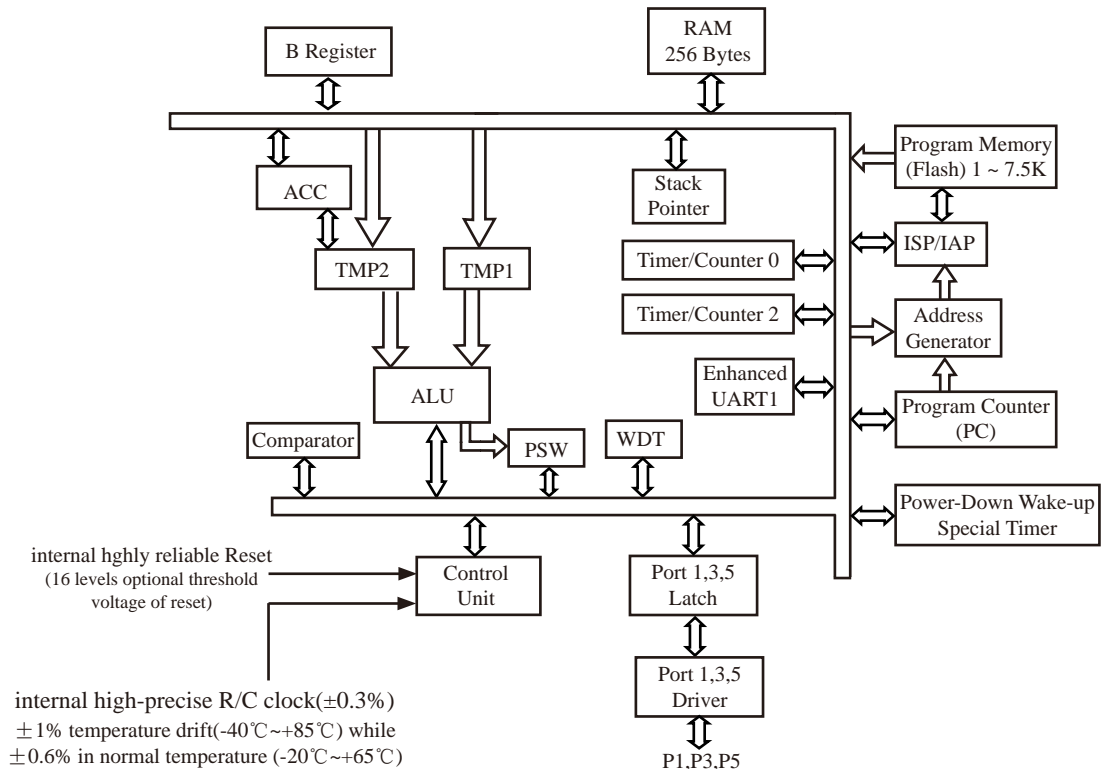 B Register
RAM
256 Bytes
Program Memory
(Flash) 1 ~ 7.5K
ACC
Stack
Pointer
ISP/IAP
TMP2
TMP1
Timer/Counter 0
Timer/Counter 2
Address
Generator
Enhanced
UART1
ALU
Program Counter
(PC)
Comparator
PSW
WDT
Power-Down Wake-up
Special Timer
internal hghly reliable Reset
(16 levels optional threshold
voltage of reset)
Control
Unit
Port 1,3,5
Latch
Port 1,3,5
Driver
internal high-precise R/C clock(±0.3%)
±1% temperature drift(-40℃~+85℃) while
±0.6% in normal temperature (-20℃~+65℃)
P1,P3,P5